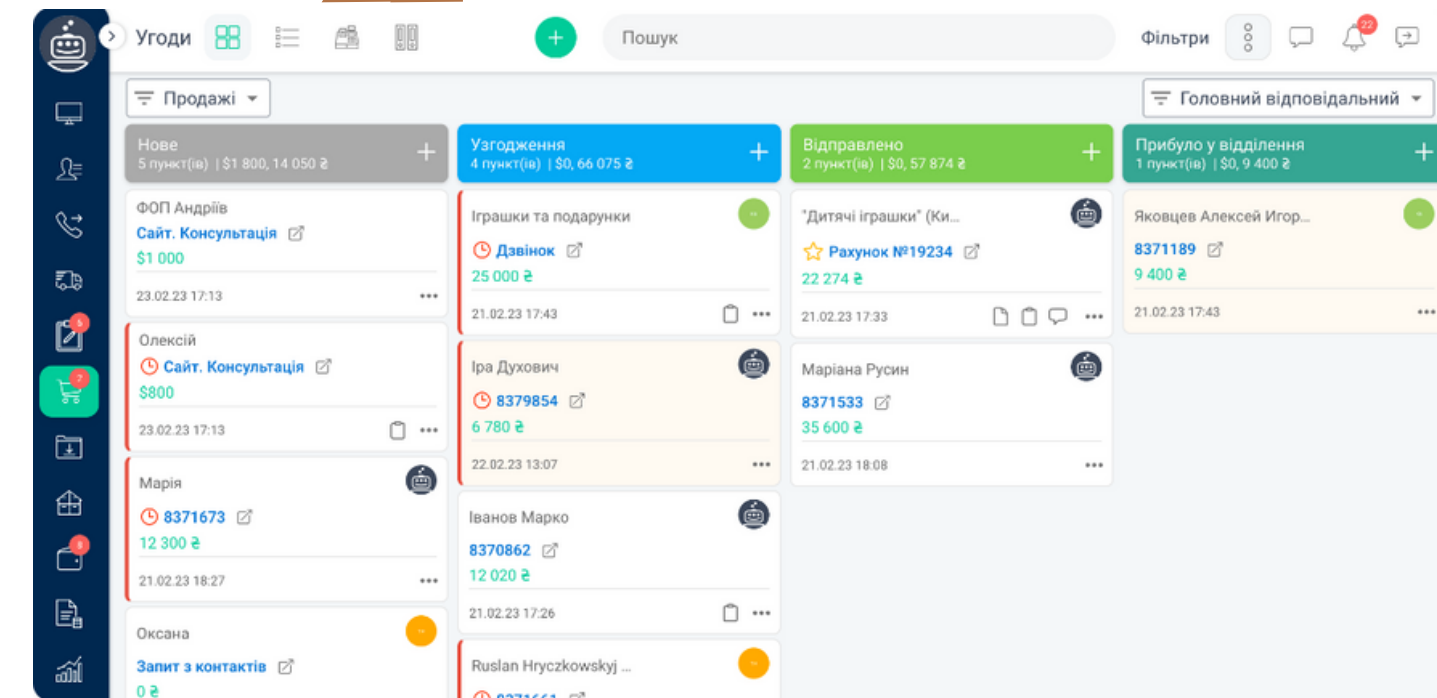 Угоди
Пошук
Фільтри
22
Продажі
Головний відповідальний
Нове
5 пункт(ів) | $1 800, 14 050 ₴
ФОП Андріїв
Сайт. Консультація
$1 000
23.02.23 17:13
Олексій
Сайт. Консультація
$800
23.02.23 17:13
Марія
8371673
12 300 ₴
21.02.23 18:27
Оксана
Запит з контактів
0 ₴
Узгодження
4 пункт(ів) | $0, 66 075 ₴
Іграшки та подарунки
Дзвінок
25 000 ₴
21.02.23 17:43
Іра Духович
8379854
6 780 ₴
22.02.23 13:07
Іванов Марко
8370862
12 020 ₴
21.02.23 17:26
Ruslan Hryczkowskyj ...
8371661
Відправлено
2 пункт(ів) | $0, 57 874 ₴
"Дитячі іграшки" (Ки...
Рахунок №19234
22 274 ₴
21.02.23 17:33
Маріана Русин
8371533
35 600 ₴
21.02.23 18:08
Прибуло у відділення
1 пункт(ів) | $0, 9 400 ₴
Яковцев Алексей Игор...
8371189
9 400 ₴
21.02.23 17:43